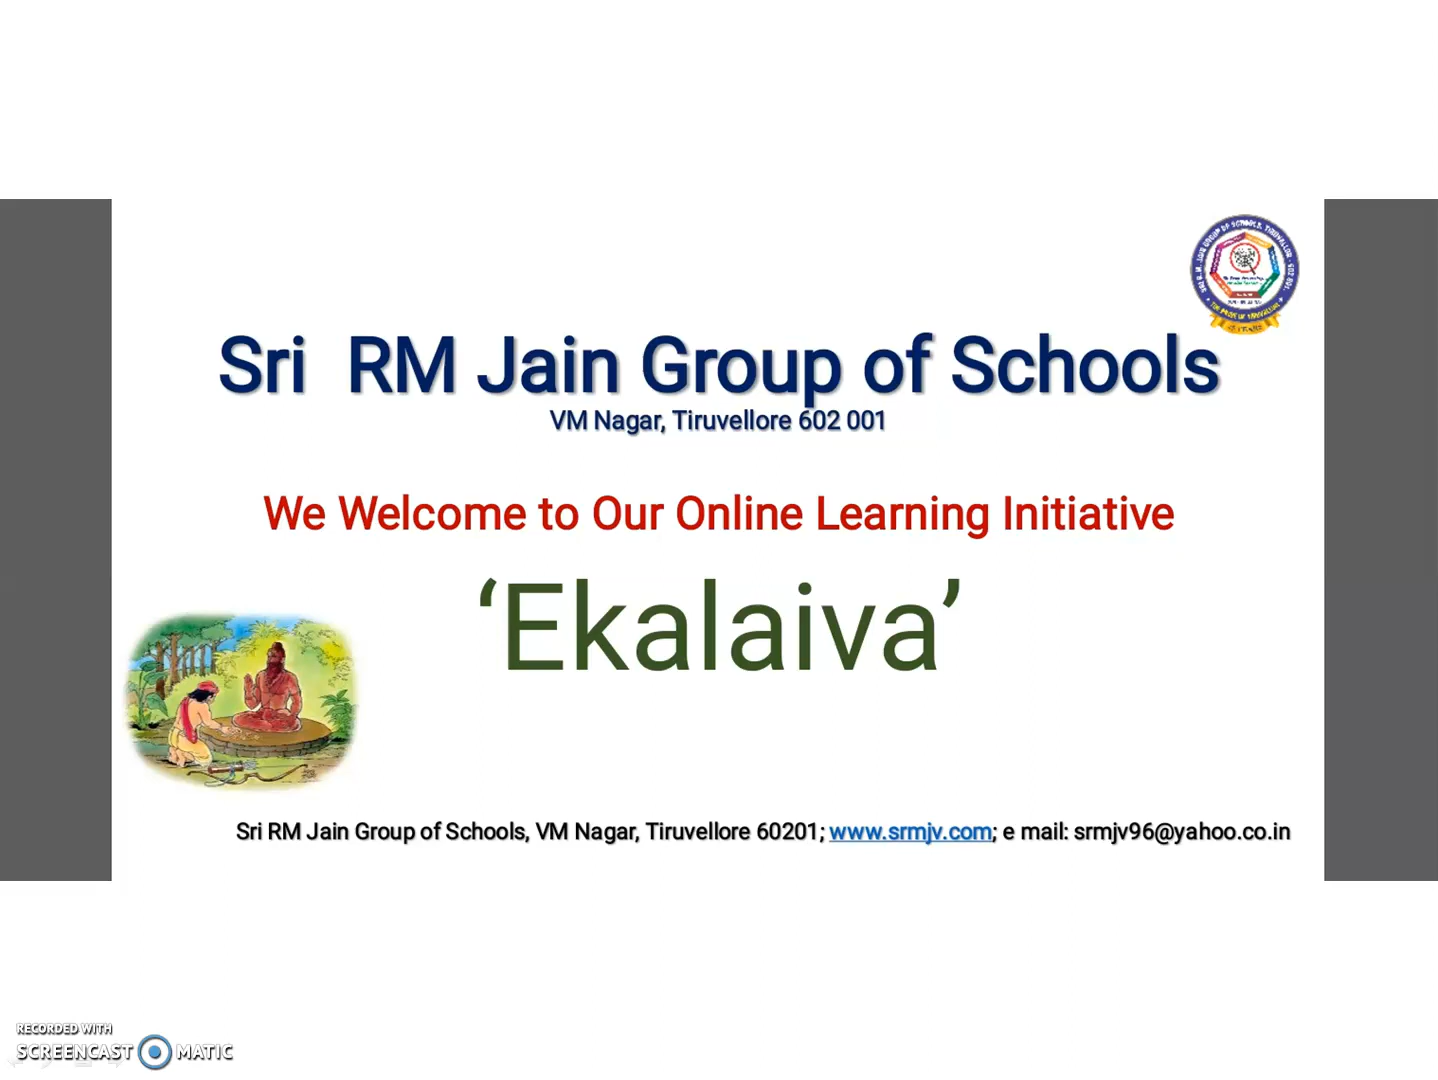 Sri RM Jain Group of Schools
VM Nagar, Tiruvellore 602 001
We Welcome to Our Online Learning Initiative
‘Ekalaiva’
Sri RM Jain Group of Schools, VM Nagar, Tiruvellore 60201; www.srmjv.com; e mail: srmjv96@yahoo.co.in
RECORDED WITH
SCREENCAST MATIC